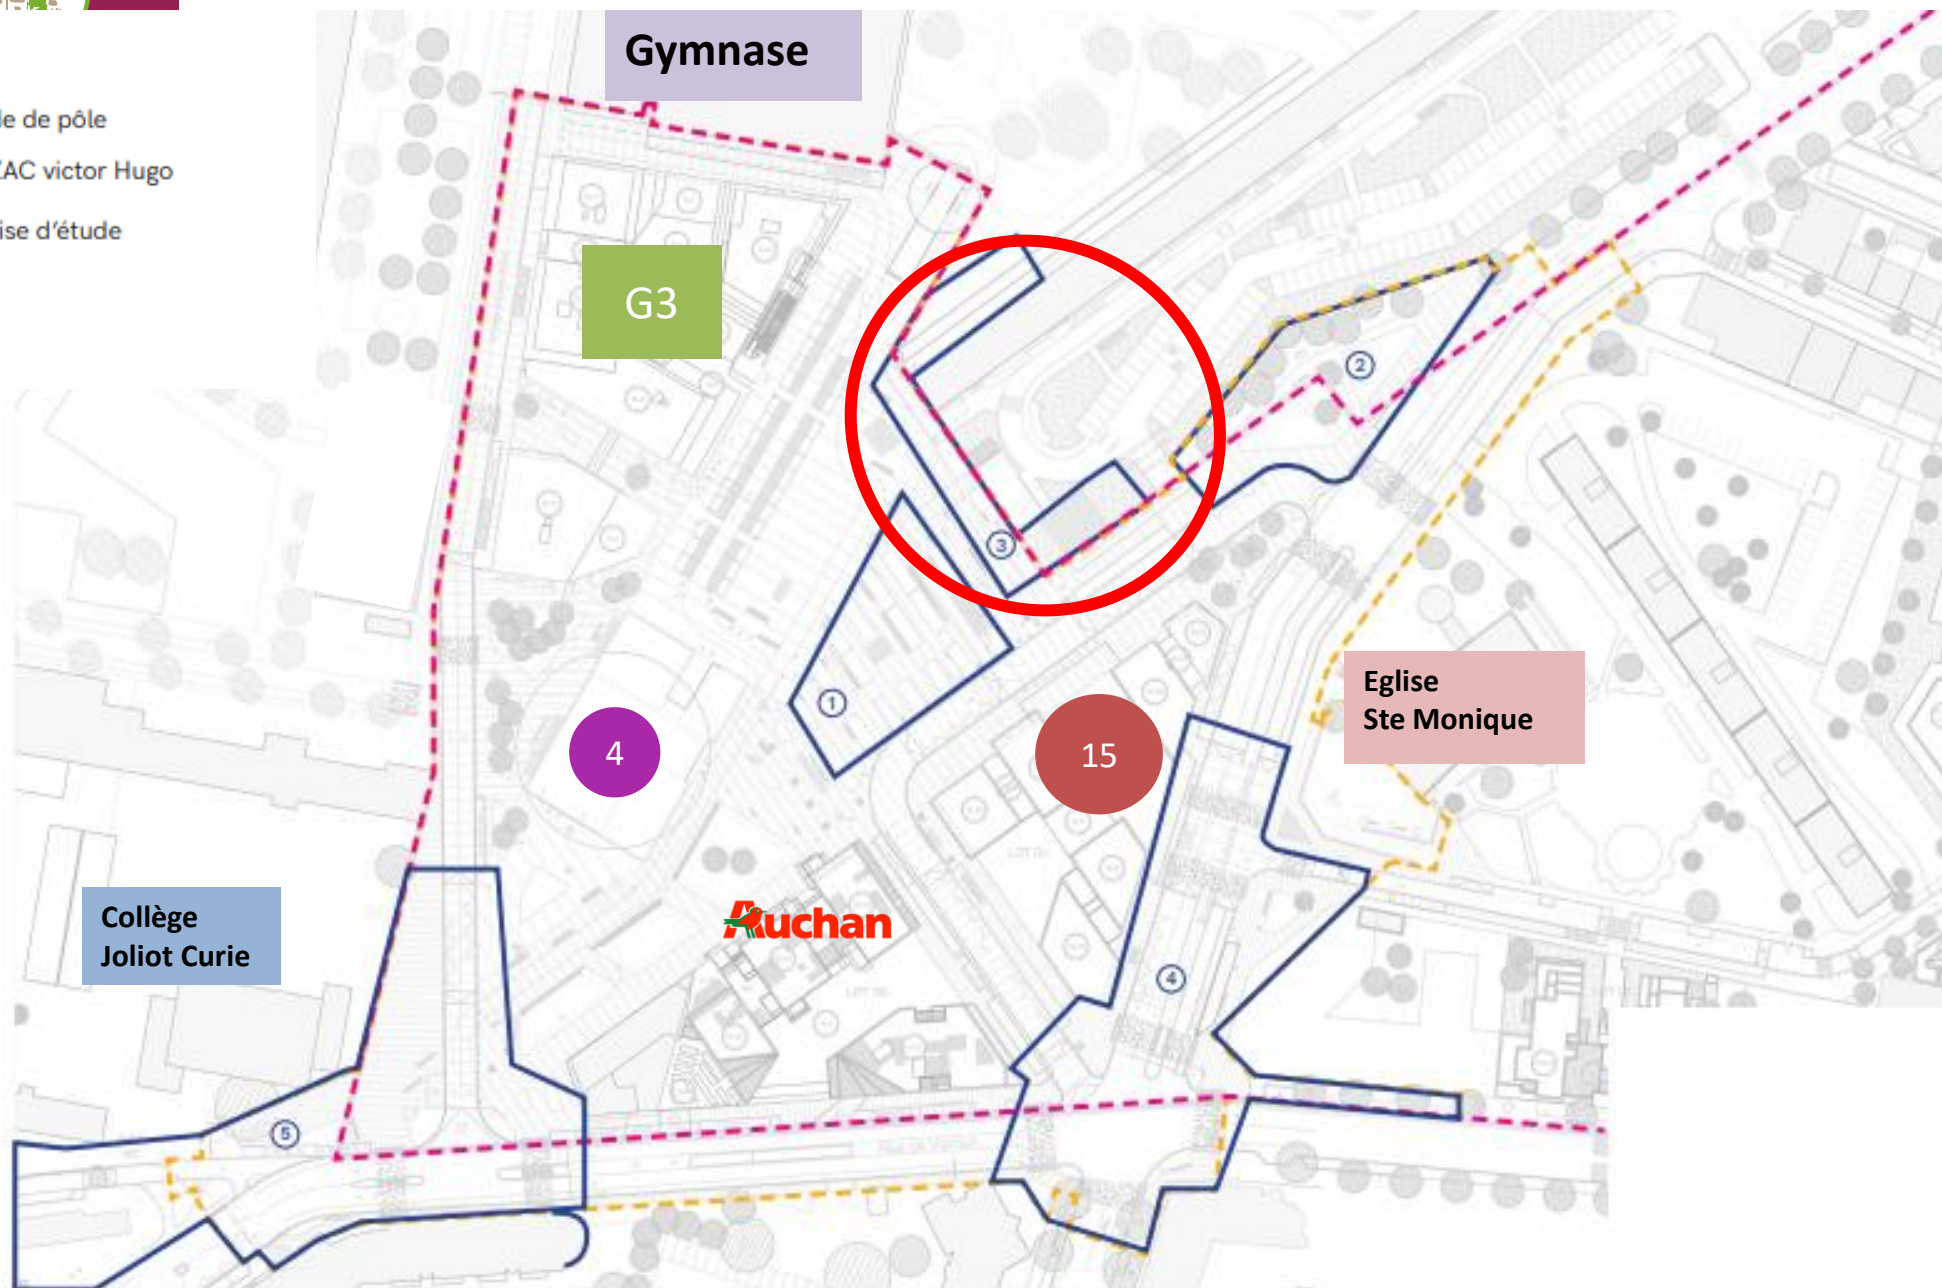 Gymnase
le de pôle
ZAC victor Hugo
ise d'étude
G3
2
3
1
4
15
Eglise
Ste Monique
Auchan
Collège
Joliot Curie
4
5